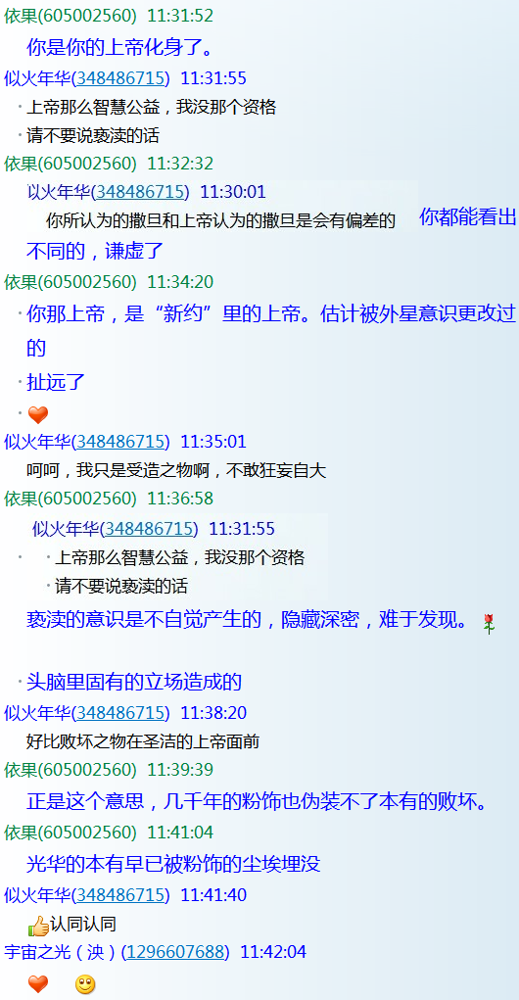 依果(605002560) 11:31:52
你是你的上帝化身了。
似火年华(348486715) 11:31:55
上帝那么智慧公益，我没那个资格
请不要说亵渎的话
依果(605002560) 11:32:32
以火年华(348486715) 11:30:01
你所认为的撒旦和上帝认为的撒旦是会有偏差的 你都能看出
不同的，谦虚了
依果(605002560) 11:34:20
你那上帝，是“新约”里的上帝。估计被外星意识更改过
的
扯远了
似火年华(348486715) 11:35:01
呵呵，我只是受造之物啊，不敢狂妄自大
依果(605002560) 11:36:58
似火年华(348486715) 11:31:55
上帝那么智慧公益，我没那个资格
请不要说亵渎的话
亵渎的意识是不自觉产生的，隐藏深密，难于发现。
头脑里固有的立场造成的
似火年华(348486715) 11:38:20
好比败坏之物在圣洁的上帝面前
依果(605002560) 11:39:39
正是这个意思，几千年的粉饰也伪装不了本有的败坏。
依果(605002560) 11:41:04
光华的本有早已被粉饰的尘埃埋没
似火年华(348486715) 11:41:40
认同认同
宇宙之光（泱）(1296607688) 11:42:04